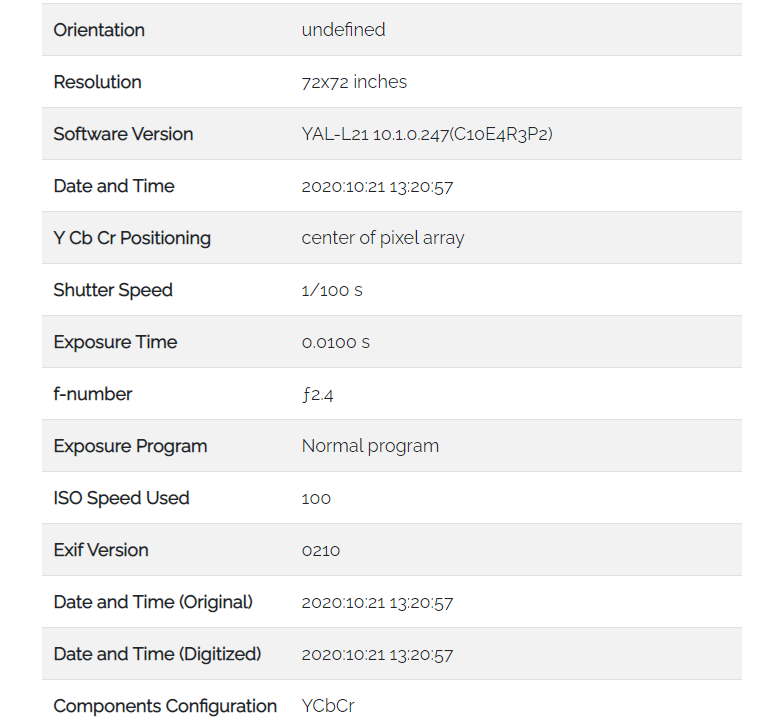 Orientation undefined
Resolution 72x72 inches
Software Version YAL-L21 10.1.0.247(C10E4R3P2)
Date and Time 2020:10:21 13:20:57
Y Cb Cr Positioning center of pixel array
Shutter Speed 1/100 s
Exposure Time 0.0100 s
f-number ƒ2.4
Exposure Program Normal program
ISO Speed Used 100
Exif Version 0210
Date and Time (Original) 2020:10:21 13:20:57
Date and Time (Digitized) 2020:10:21 13:20:57
Components Configuration YCbCr